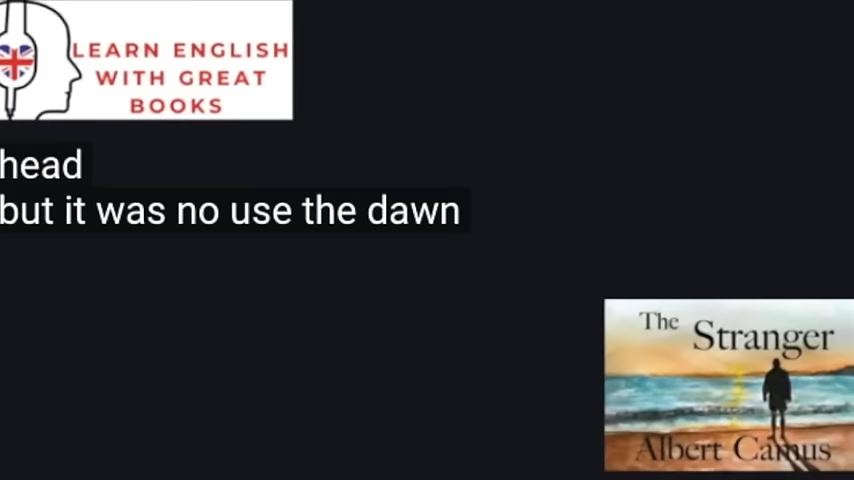 LEARN ENGLISH
WITH GREAT
BOOKS
head
but it was no use the dawn
The Stranger
Albert Camus